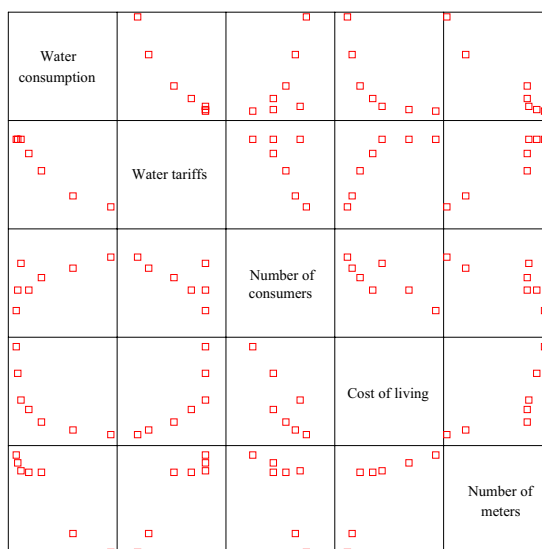 Water
consumption
Water tariffs
Number of
consumers
Cost of living
Number of
meters